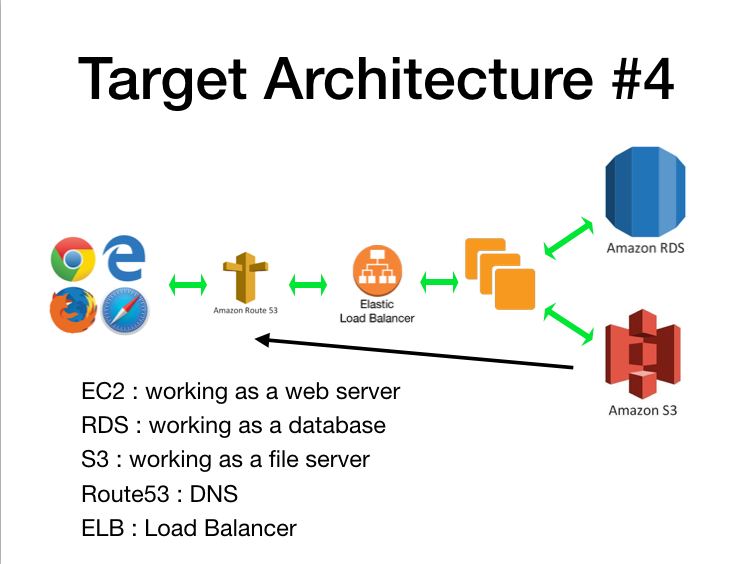 Target Architecture #4
Amazon RDS
Amazon Route 53
Elastic
Load Balancer
Amazon S3
EC2 : working as a web server
RDS : working as a database
S3 : working as a file server
Route53 : DNS
ELB : Load Balancer